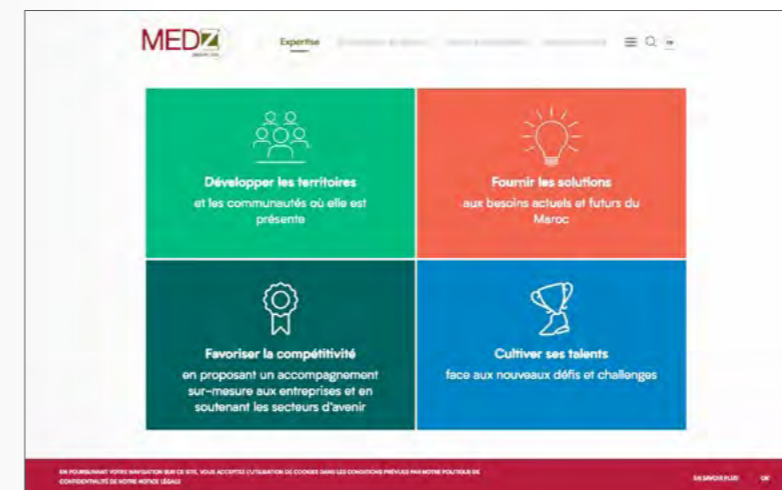 MEDZ
Expertise
Développer les territoires
et les communautés où elle est
présente
Fournir les solutions
aux besoins actuels et futurs du
Maroc
Favoriser la compétitivité
en proposant un accompagnement
sur-mesure aux entreprises et en
soutenant les secteurs d'avenir
Cultiver ses talents
face aux nouveaux défis et challenges
EN POURSUIVANT VOTRE NAVIGATION SUR CE SITE, VOUS ACCEPTEZ L'UTILISATION DE COOKIES DANS LES CONDITIONS PRÉVUES PAR NOTRE POLITIQUE DE
CONFIDENTIALITÉ DE NOTRE NOTICE LÉGALE
EN SAVOIR PLUS OK